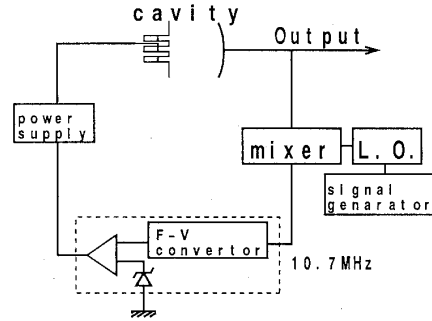 cavity
Output
power
supply
mixer
L.O.
signal
genarator
F-V
convertor
10.7MHz